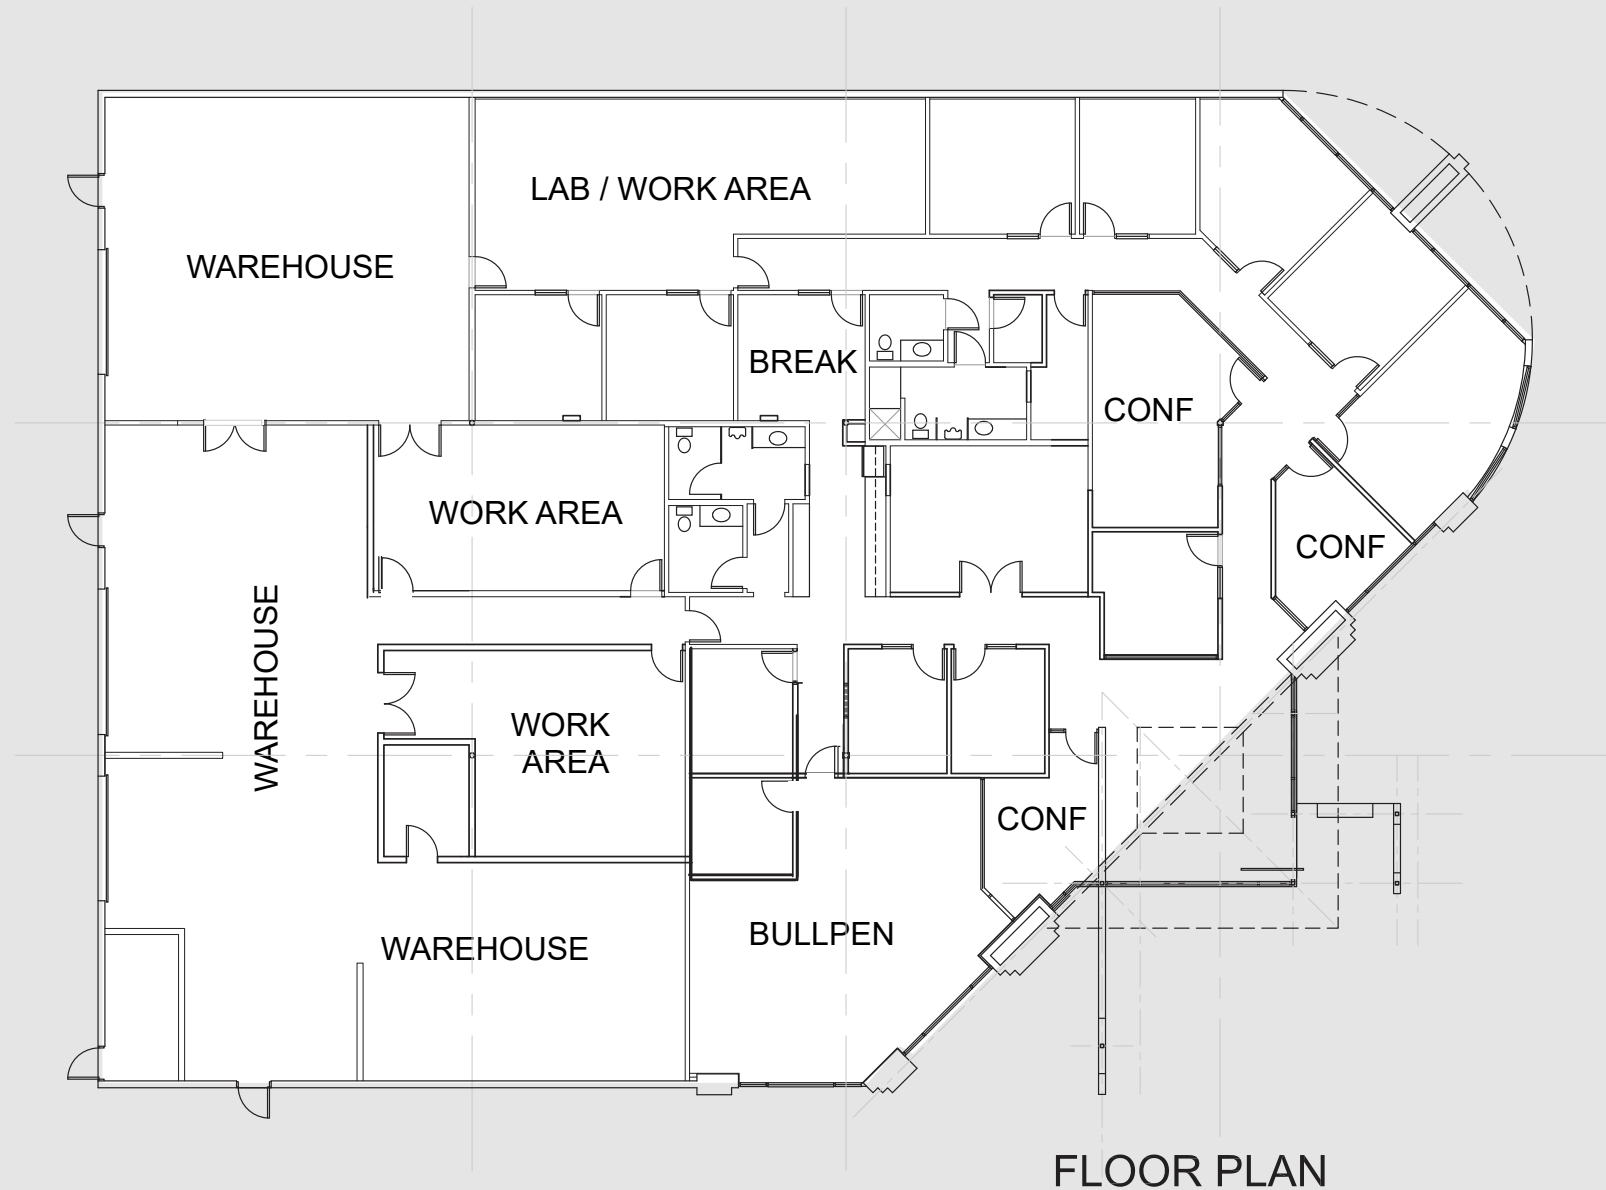 LAB / WORK AREA
WAREHOUSE
BREAK
CONF
WORK AREA
CONF
WAREHOUSE
WORK
AREA
CONF
WAREHOUSE
BULLPEN
FLOOR PLAN